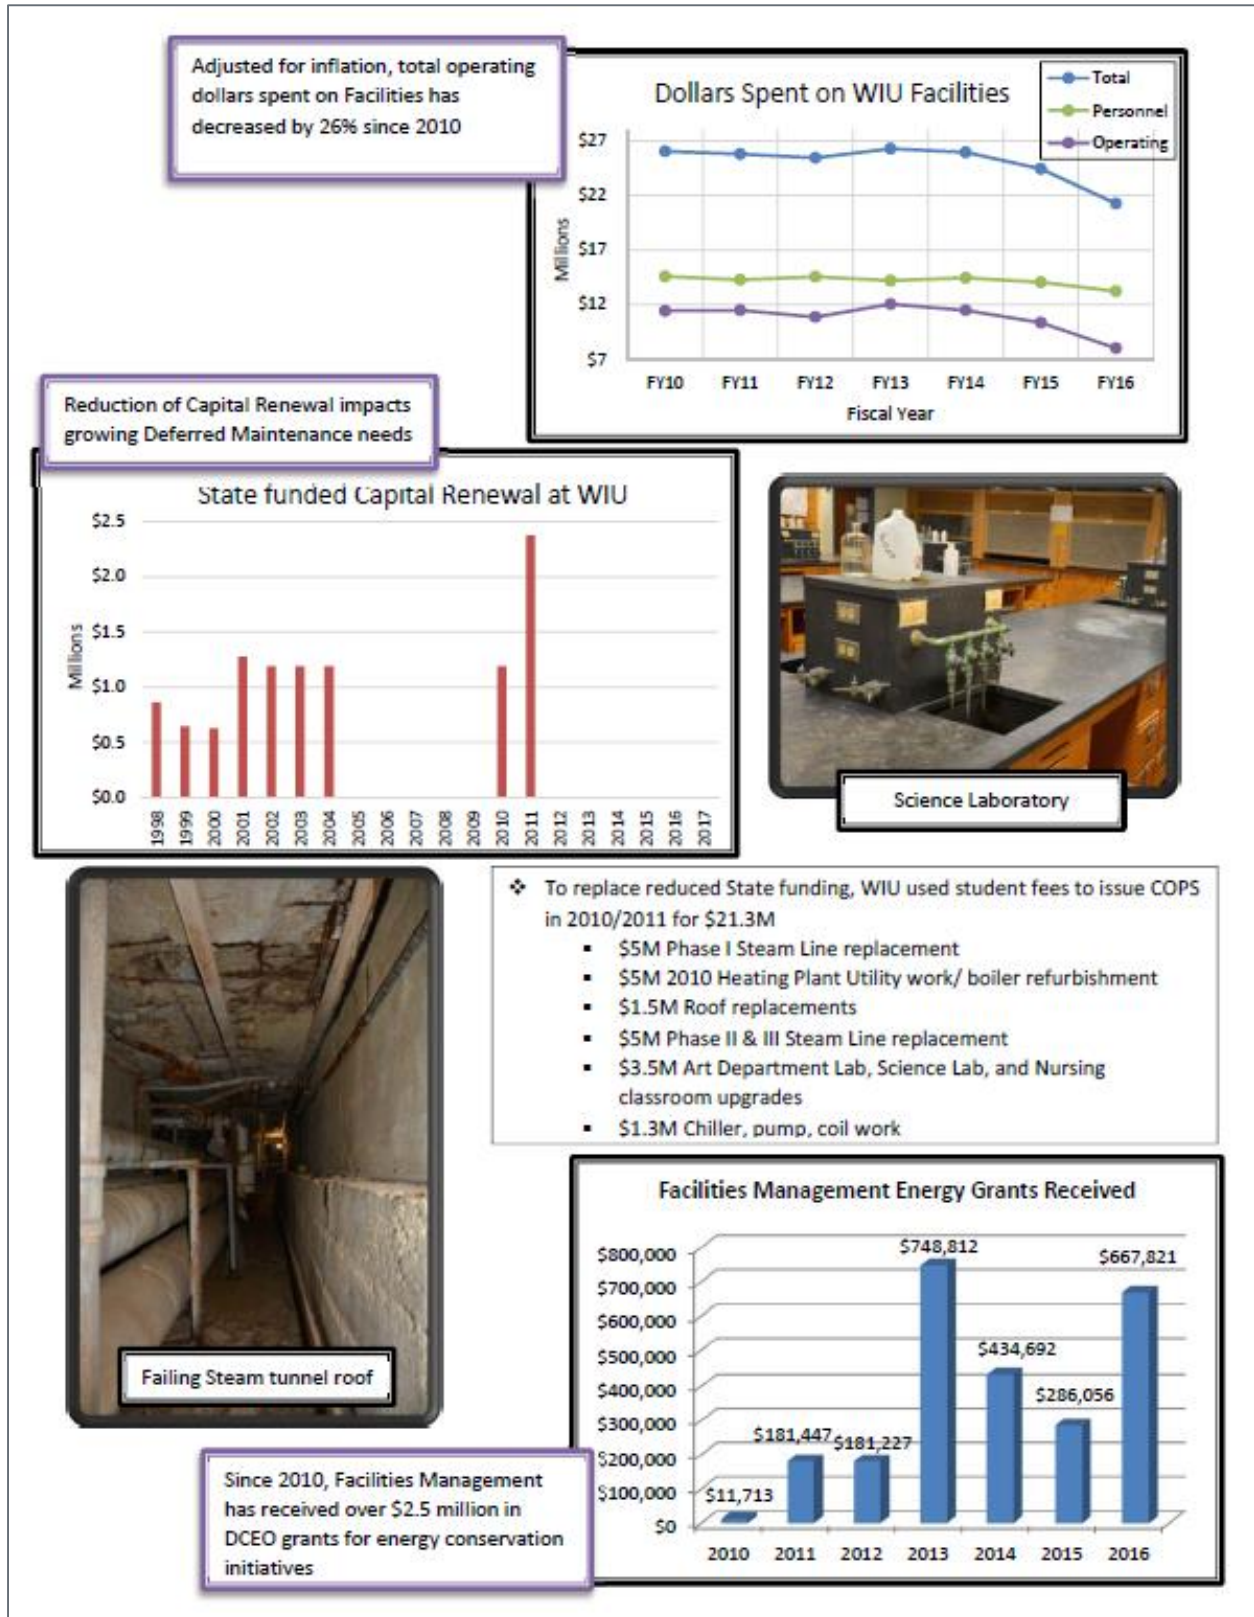 Adjusted for inflation, total operating
dollars spent on Facilities has
decreased by 26% since 2010
Dollars Spent on WIU Facilities
Total
Personnel
Operating
$27
$22
$17
$12
$7
Millions
FY10 FY11 FY12 FY13 FY14 FY15 FY16
Fiscal Year
Reduction of Capital Renewal impacts
growing Deferred Maintenance needs
State funded Capital Renewal at WIU
$2.5
$2.0
$1.5
$1.0
$0.5
$0.0
Millions
1998 1999 2000 2001 2002 2003 2004 2005 2006 2007 2008 2009 2010 2011 2012 2013 2014 2015 2016 2017
Science Laboratory
❖ To replace reduced State funding, WIU used student fees to issue COPS
in 2010/2011 for $21.3M
▪ $5M Phase I Steam Line replacement
▪ $5M 2010 Heating Plant Utility work/ boiler refurbishment
▪ $1.5M Roof replacements
▪ $5M Phase II & III Steam Line replacement
▪ $3.5M Art Department Lab, Science Lab, and Nursing
classroom upgrades
▪ $1.3M Chiller, pump, coil work
Failing Steam tunnel roof
Facilities Management Energy Grants Received
$800,000
$700,000
$600,000
$500,000
$400,000
$300,000
$200,000
$100,000
$0
$11,713
$181,447
$181,227
$748,812
$434,692
$286,056
$667,821
2010 2011 2012 2013 2014 2015 2016
Since 2010, Facilities Management
has received over $2.5 million in
DCEO grants for energy conservation
initiatives